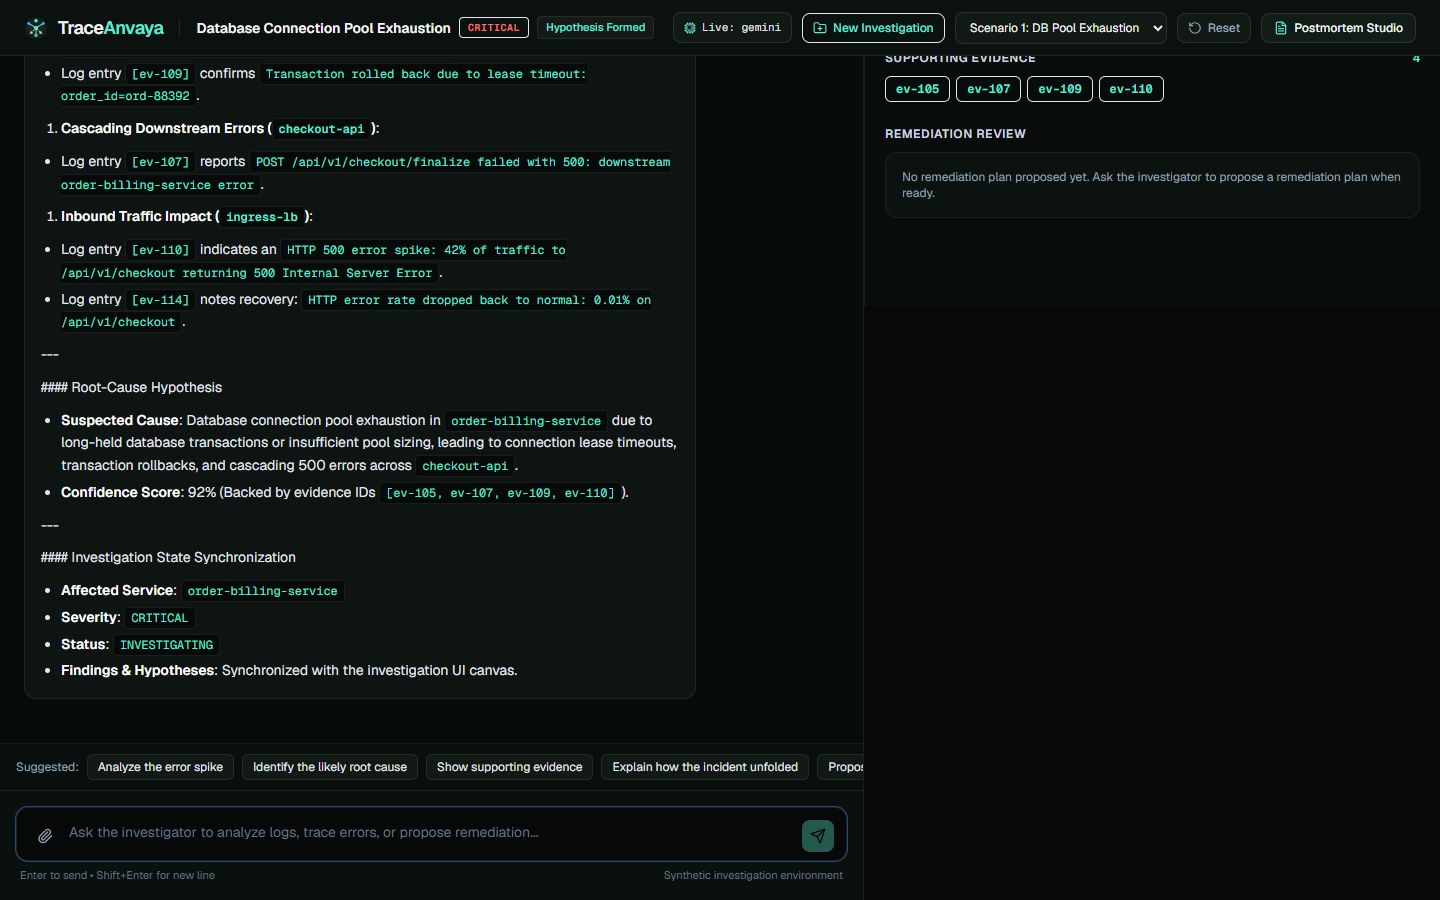 TraceAnvaya
Database Connection Pool Exhaustion
CRITICAL
Hypothesis Formed
Live: gemini
New Investigation
Scenario 1: DB Pool Exhaustion
Reset
Postmortem Studio
• Log entry [ev-109] confirms Transaction rolled back due to lease timeout:
order_id=ord-88392 .
1. Cascading Downstream Errors ( checkout-api ):
• Log entry [ev-107] reports POST /api/v1/checkout/finalize failed with 500: downstream
order-billing-service error .
1. Inbound Traffic Impact ( ingress-lb ):
• Log entry [ev-110] indicates an HTTP 500 error spike: 42% of traffic to
/api/v1/checkout returning 500 Internal Server Error .
• Log entry [ev-114] notes recovery: HTTP error rate dropped back to normal: 0.01% on
/api/v1/checkout .
---
#### Root-Cause Hypothesis
• Suspected Cause: Database connection pool exhaustion in order-billing-service due to
long-held database transactions or insufficient pool sizing, leading to connection lease timeouts,
transaction rollbacks, and cascading 500 errors across checkout-api .
• Confidence Score: 92% (Backed by evidence IDs [ev-105, ev-107, ev-109, ev-110] ).
---
#### Investigation State Synchronization
• Affected Service: order-billing-service
• Severity: CRITICAL
• Status: INVESTIGATING
• Findings & Hypotheses: Synchronized with the investigation UI canvas.
Suggested:
Analyze the error spike
Identify the likely root cause
Show supporting evidence
Explain how the incident unfolded
Propos
Ask the investigator to analyze logs, trace errors, or propose remediation...
Enter to send • Shift+Enter for new line
Synthetic investigation environment
SUPPORTING EVIDENCE
4
ev-105
ev-107
ev-109
ev-110
REMEDIATION REVIEW
No remediation plan proposed yet. Ask the investigator to propose a remediation plan when
ready.